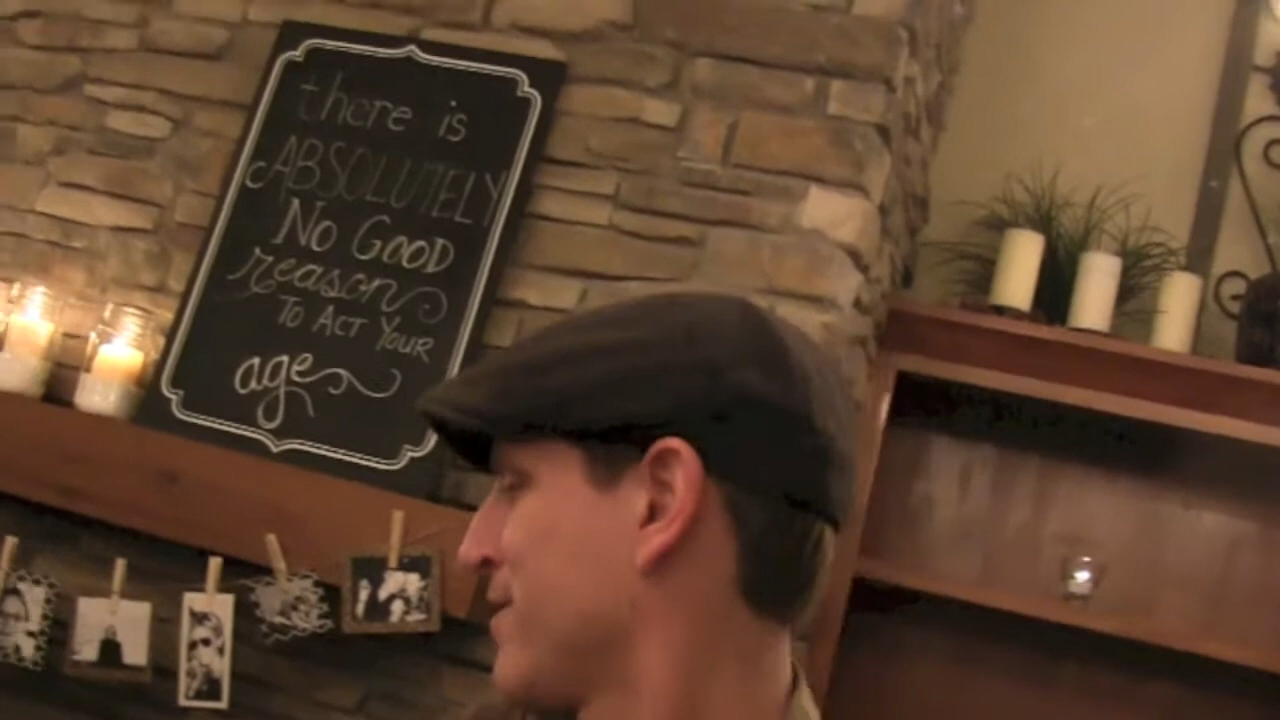 there is
ABSOLUTELY
No GooD
reason
To Act Your
age